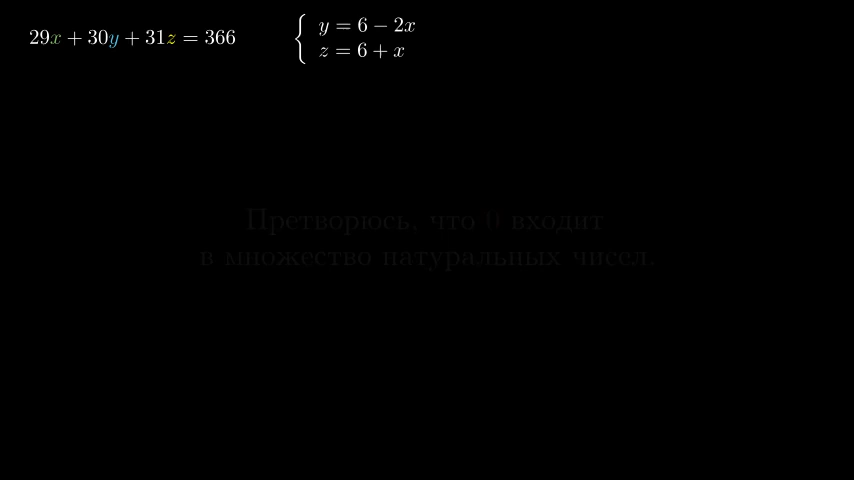 29x + 30y + 31z = 366
y = 6 − 2x
z = 6 + x
Претворюсь, что 0 входит
в множество натуральных чисел.